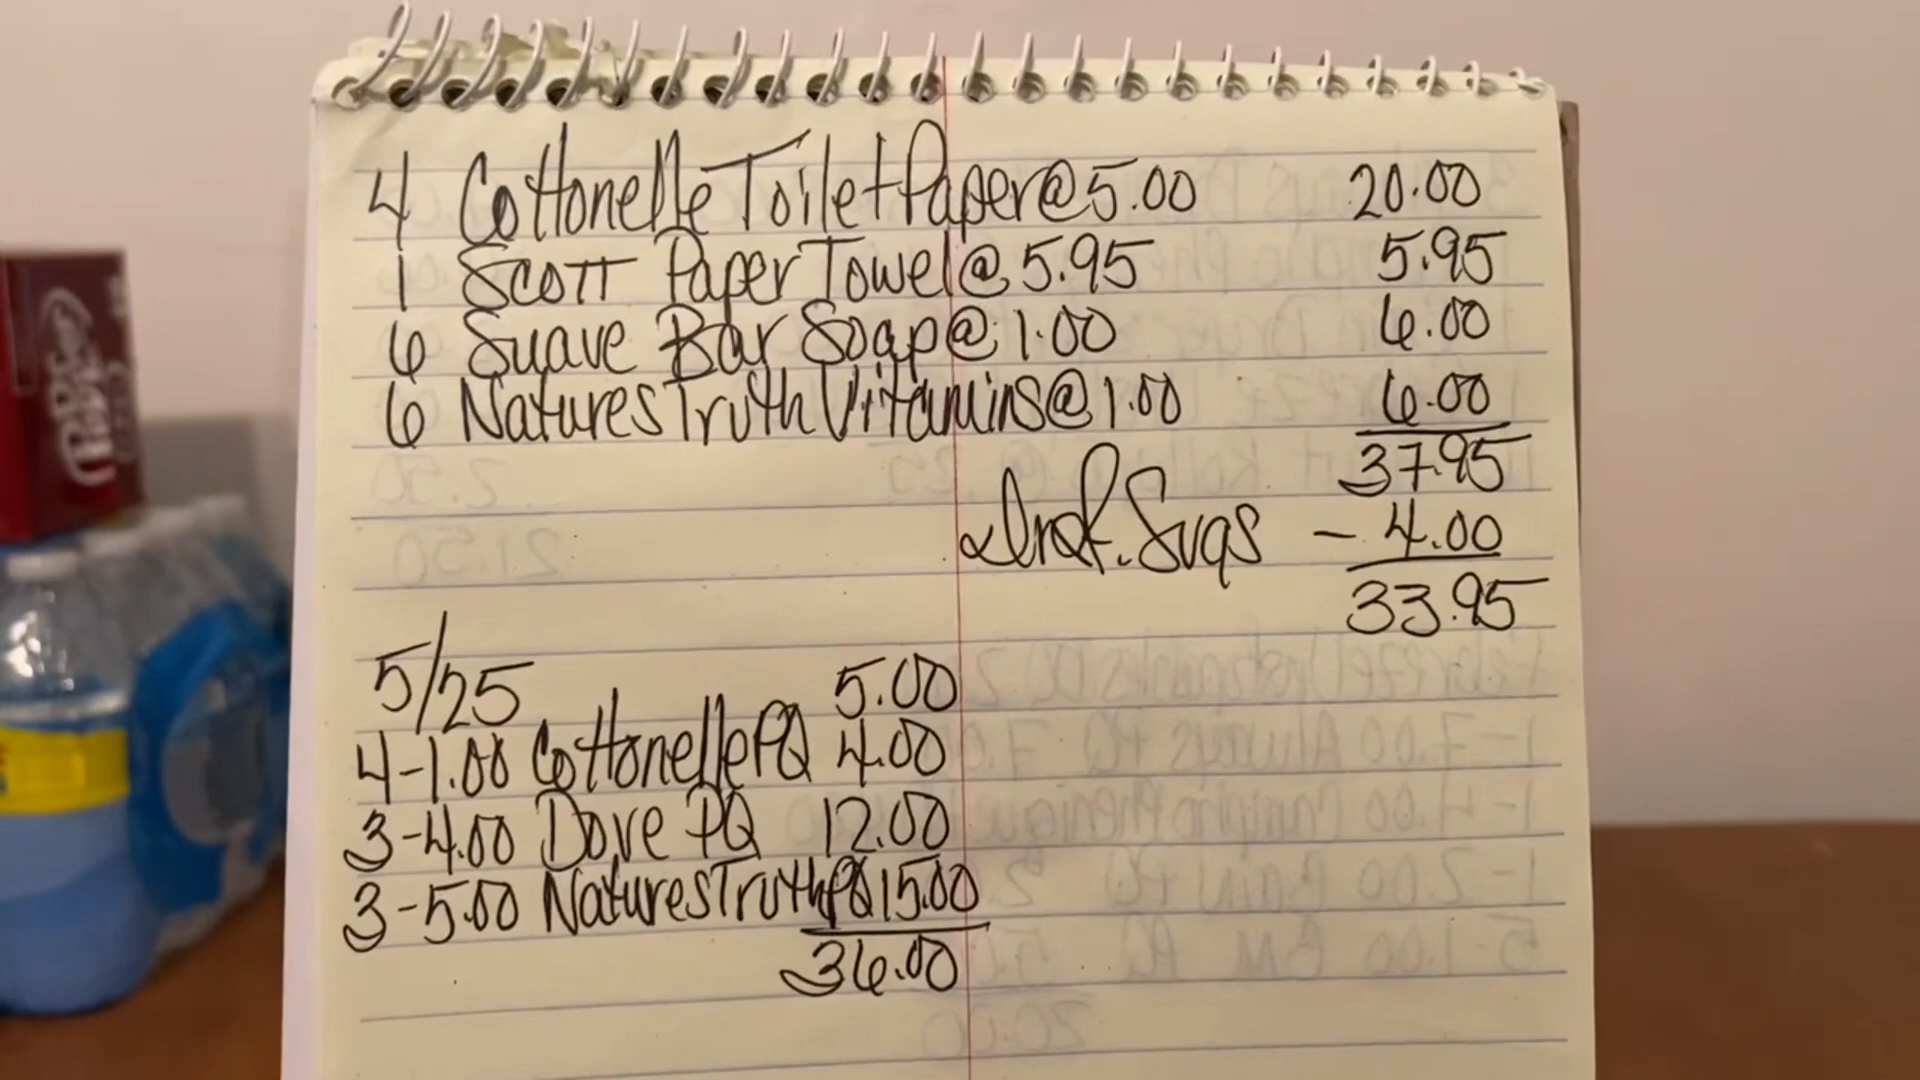 4 Cottonelle Toilet Paper @ 5.00 20.00
1 Scott Paper Towel @ 5.95 5.95
6 Suave Bar Soap @ 1.00 6.00
6 Natures Truth Vitamins @ 1.00 6.00
37.95
Svgs - 4.00
33.95
5/25 5.00
4-1.00 Cottonelle PQ 4.00
3-4.00 Dove PQ 12.00
3-5.00 Natures Truth PQ 15.00
36.00